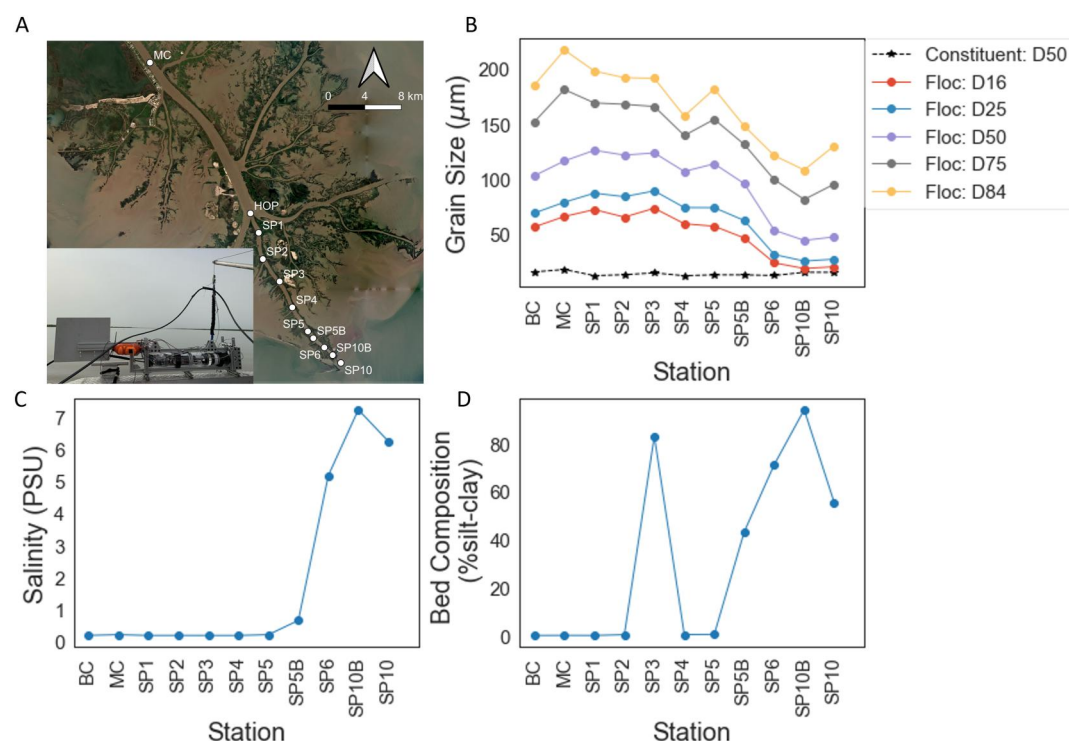 A
MC
0 4 8 km
HOP
SP1
SP2
SP3
SP4
SP5
SP5B
SP6
SP10B
SP10
B
Grain Size (μm)
200
150
100
50
BC MC SP1 SP2 SP3 SP4 SP5 SP5B SP6 SP10B SP10
Station
Constituent: D50
Floc: D16
Floc: D25
Floc: D50
Floc: D75
Floc: D84
C
Salinity (PSU)
7
6
5
4
3
2
1
0
BC MC SP1 SP2 SP3 SP4 SP5 SP5B SP6 SP10B SP10
Station
D
Bed Composition
(%silt-clay)
80
60
40
20
0
BC MC SP1 SP2 SP3 SP4 SP5 SP5B SP6 SP10B SP10
Station